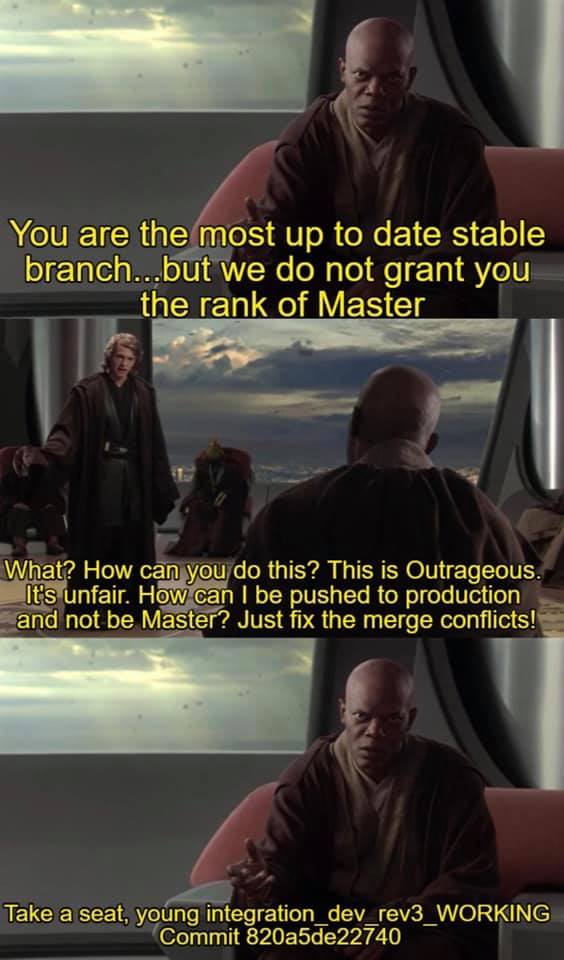 You are the most up to date stable
branch...but we do not grant you
the rank of Master
What? How can you do this? This is Outrageous.
It's unfair. How can I be pushed to production
and not be Master? Just fix the merge conflicts!
Take a seat, young integration_dev_rev3_WORKING
Commit 820a5de22740